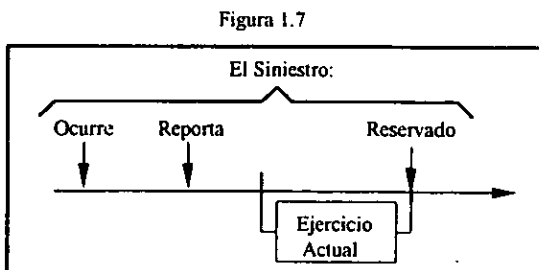 Figura 1.7
El Siniestro:
Ocurre Reporta Reservado
Ejercicio
Actual